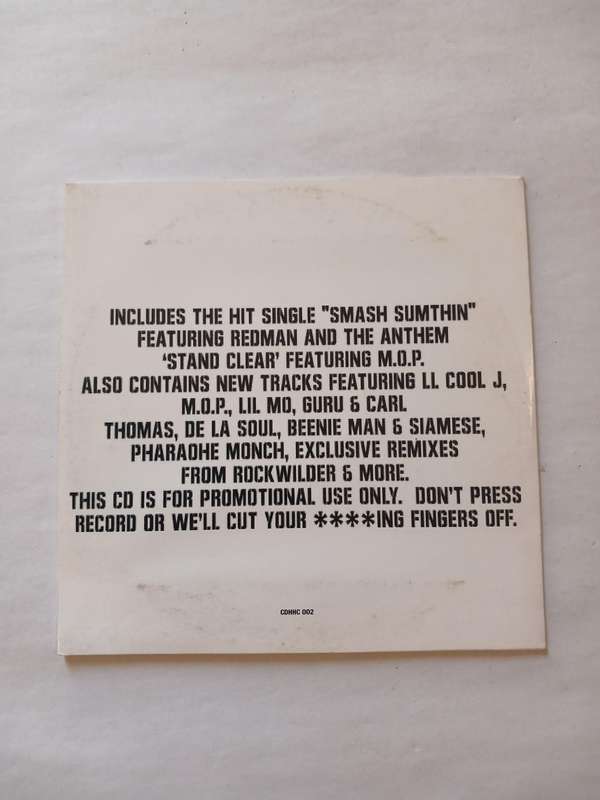 INCLUDES THE HIT SINGLE "SMASH SUMTHIN"
FEATURING REDMAN AND THE ANTHEM
'STAND CLEAR' FEATURING M.O.P.
ALSO CONTAINS NEW TRACKS FEATURING LL COOL J,
M.O.P., LIL MO, GURU & CARL
THOMAS, DE LA SOUL, BEENIE MAN & SIAMESE,
PHARAOHE MONCH, EXCLUSIVE REMIXES
FROM ROCKWILDER & MORE.
THIS CD IS FOR PROMOTIONAL USE ONLY. DON'T PRESS
RECORD OR WE'LL CUT YOUR ****ING FINGERS OFF.
CDHHC 002